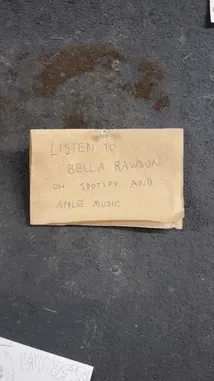 LISTEN TO
BELLA RAWSON
ON SPOTIFY AND
APPLE MUSIC